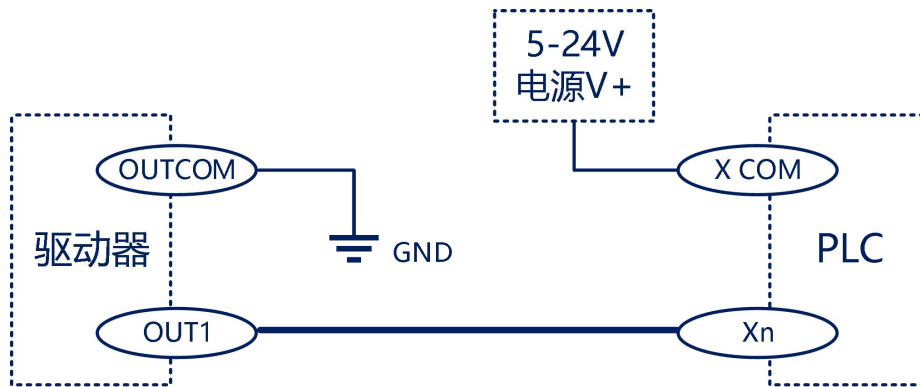 5-24V
电源V+
OUTCOM
X COM
驱动器
GND
PLC
OUT1
Xn